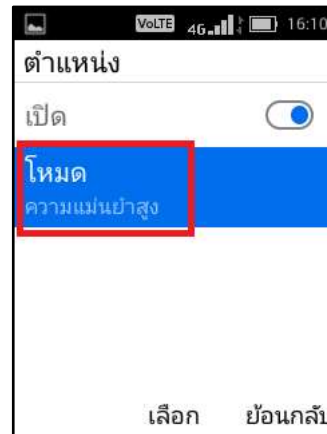 VoLTE 4G 16:10
ตำแหน่ง
เปิด
โหมด
ความแม่นยำสูง
เลือก ย้อนกลับ